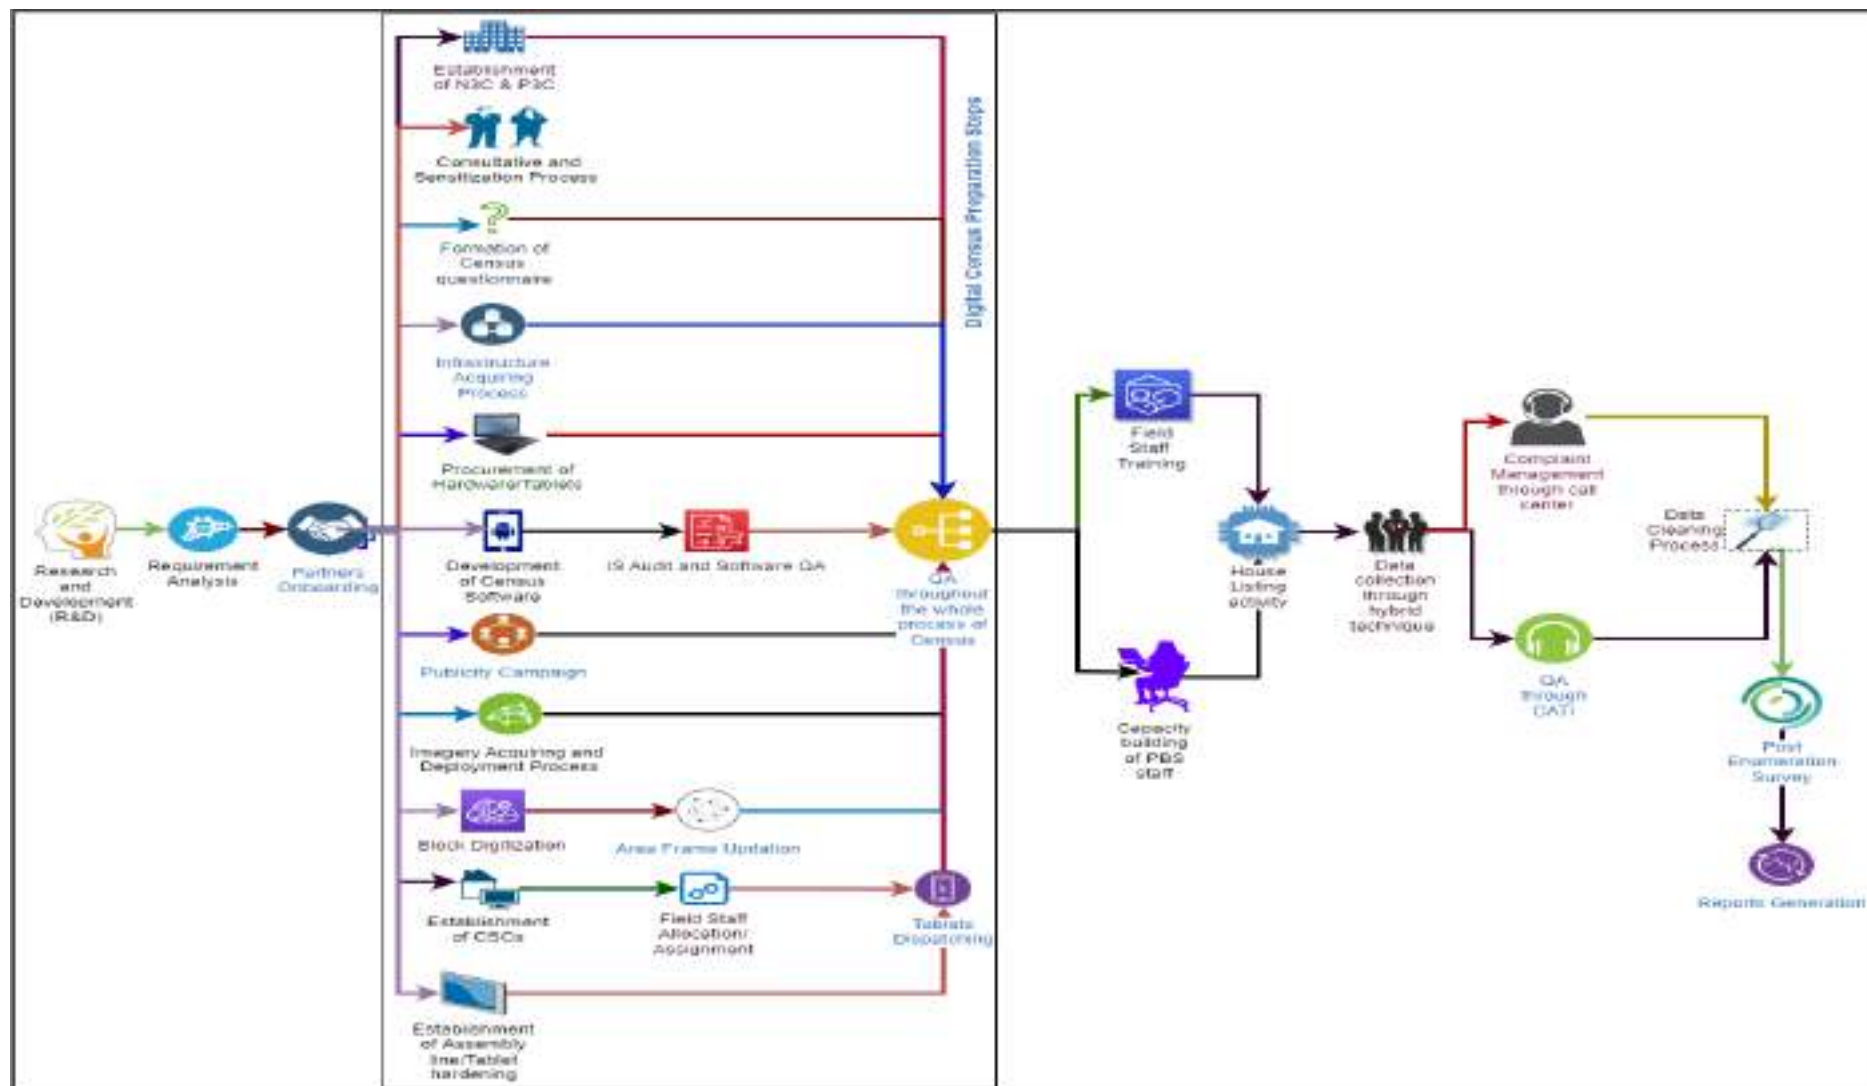 Research
and
Development
(R&D)
Requirement
Analysis
Partners
Onboarding
Establishment
of N3C & P3C
Consultative and
Sensitization Process
Formation of
Census
questionnaire
Infrastructure
Acquiring
Process
Procurement of
Hardware/Tablets
Development
of Census
Software
IS Audit and Software QA
Publicity Campaign
Imagery Acquiring and
Deployment Process
Block Digitization
Area Frame Updation
Establishment
of CSCs
Field Staff
Allocation/
Assignment
Tablets
Dispatching
Establishment
of Assembly
line/Tablet
hardening
Digital Census Preparation Steps
QA
throughout
the whole
process of
Census
Field
Staff
Training
Capacity
building
of PBS
staff
House
Listing
activity
Data
collection
through
hybrid
technique
Complaint
Management
through call
center
QA
through
CATI
Data
Cleaning
Process
Post
Enumeration
Survey
Reports Generation